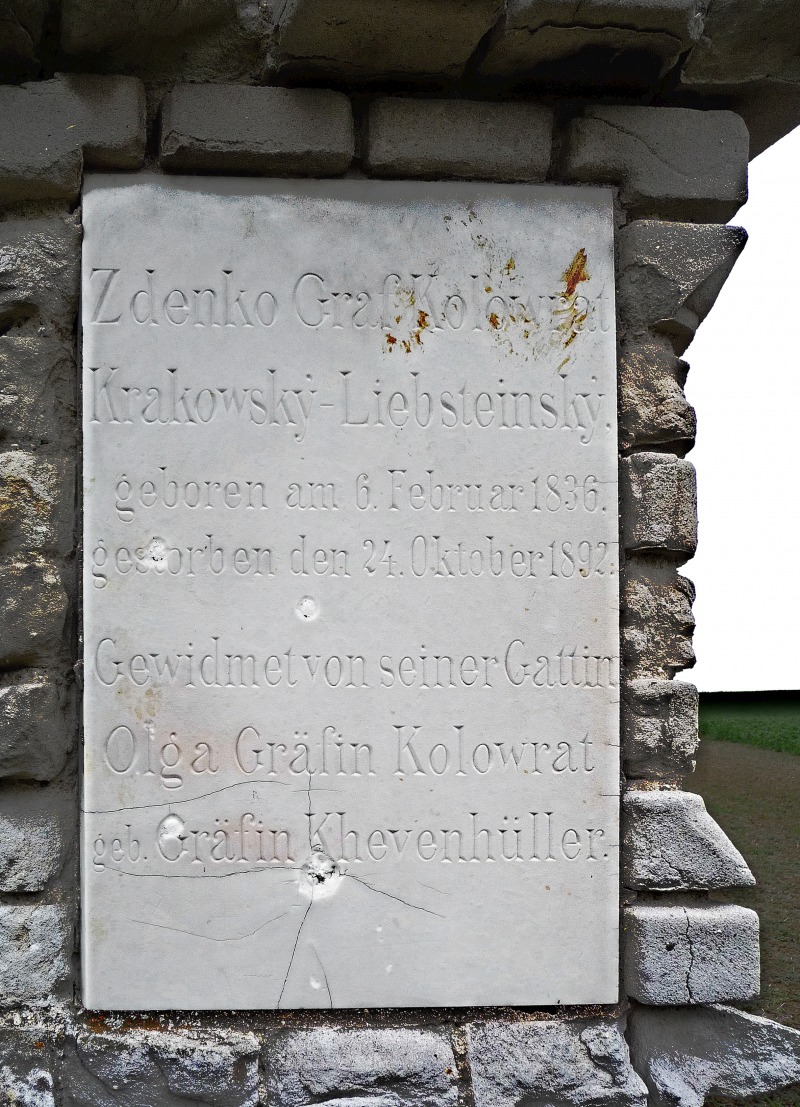 Zdenko Graf Kolowrat
Krakowský-Liebsteinský,
geboren am 6. Februar 1836.
gestorben den 24. Oktober 1892.
Gewidmet von seiner Gattin
Olga Gräfin Kolowrat
geb. Gräfin Khevenhüller.